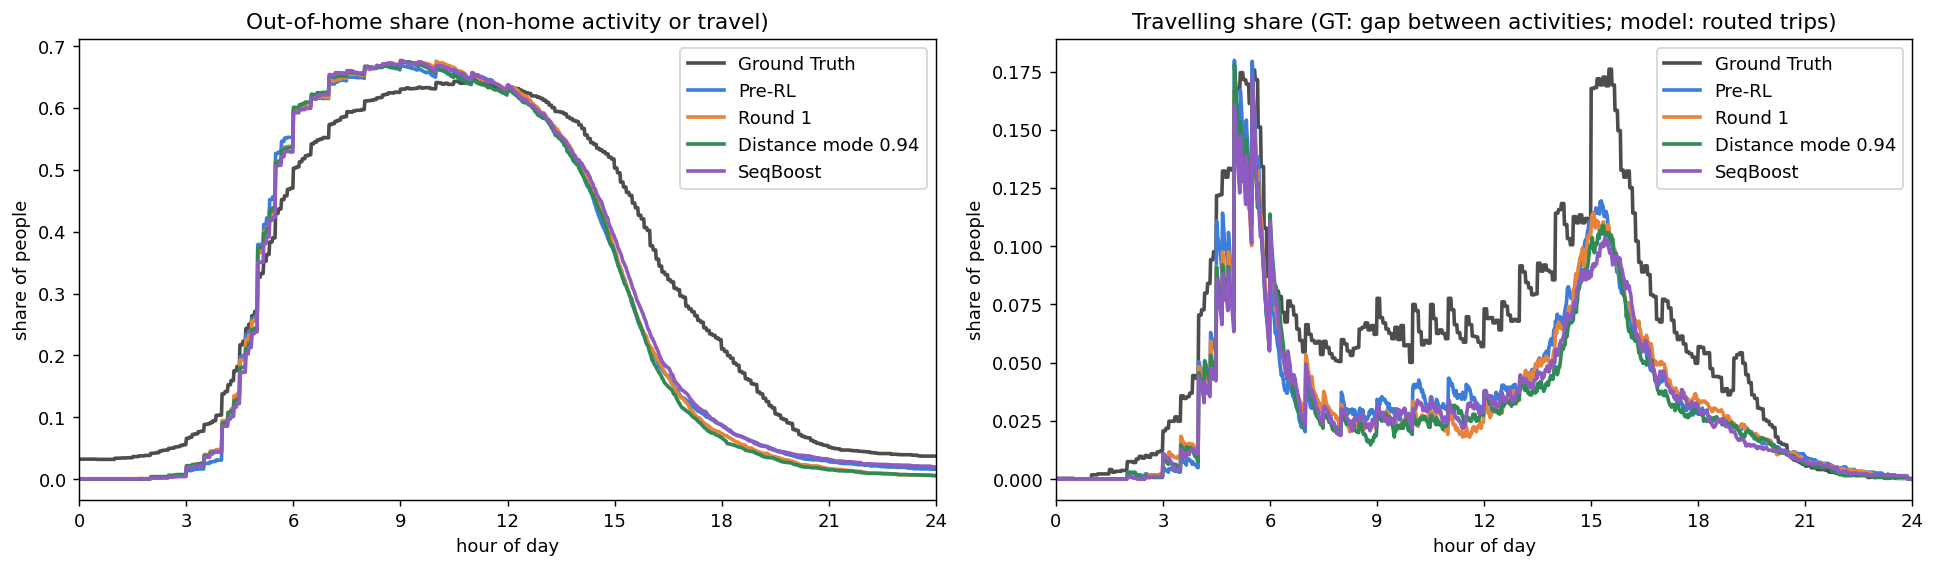 Out-of-home share (non-home activity or travel)
share of people
0.7
0.6
0.5
0.4
0.3
0.2
0.1
0.0
Ground Truth
Pre-RL
Round 1
Distance mode 0.94
SeqBoost
0 3 6 9 12 15 18 21 24
hour of day
Travelling share (GT: gap between activities; model: routed trips)
share of people
0.175
0.150
0.125
0.100
0.075
0.050
0.025
0.000
Ground Truth
Pre-RL
Round 1
Distance mode 0.94
SeqBoost
0 3 6 9 12 15 18 21 24
hour of day